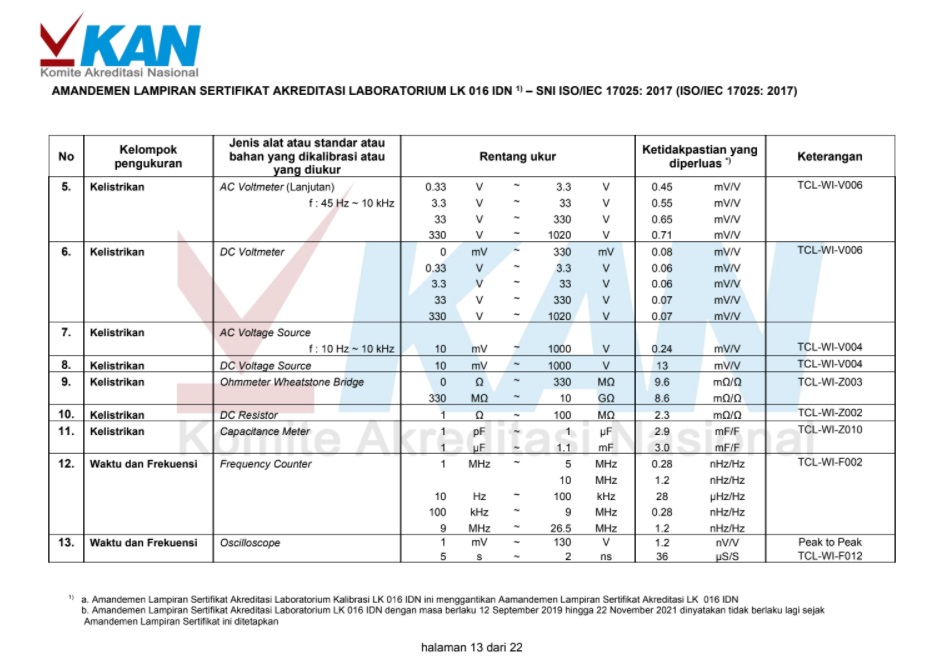 KAN
Komite Akreditasi Nasional
AMANDEMEN LAMPIRAN SERTIFIKAT AKREDITASI LABORATORIUM LK 016 IDN 1) – SNI ISO/IEC 17025: 2017 (ISO/IEC 17025: 2017)
No Kelompok pengukuran Jenis alat atau standar atau bahan yang dikalibrasi atau yang diukur Rentang ukur Ketidakpastian yang diperluas *) Keterangan
5. Kelistrikan AC Voltmeter (Lanjutan) 0.33 V ~ 3.3 V 0.45 mV/V TCL-WI-V006
f : 45 Hz ~ 10 kHz 3.3 V ~ 33 V 0.55 mV/V
33 V ~ 330 V 0.65 mV/V
330 V ~ 1020 V 0.71 mV/V
6. Kelistrikan DC Voltmeter 0 mV ~ 330 mV 0.08 mV/V TCL-WI-V006
0.33 V ~ 3.3 V 0.06 mV/V
3.3 V ~ 33 V 0.06 mV/V
33 V ~ 330 V 0.07 mV/V
330 V ~ 1020 V 0.07 mV/V
7. Kelistrikan AC Voltage Source
f : 10 Hz ~ 10 kHz 10 mV ~ 1000 V 0.24 mV/V TCL-WI-V004
8. Kelistrikan DC Voltage Source 10 mV ~ 1000 V 13 mV/V TCL-WI-V004
9. Kelistrikan Ohmmeter Wheatstone Bridge 0 Ω ~ 330 MΩ 9.6 mΩ/Ω TCL-WI-Z003
330 MΩ ~ 10 GΩ 8.6 mΩ/Ω
10. Kelistrikan DC Resistor 1 Ω ~ 100 MΩ 2.3 mΩ/Ω TCL-WI-Z002
11. Kelistrikan Capacitance Meter 1 pF ~ 1 µF 2.9 mF/F TCL-WI-Z010
1 µF ~ 1.1 mF 3.0 mF/F
12. Waktu dan Frekuensi Frequency Counter 1 MHz ~ 5 MHz 0.28 nHz/Hz TCL-WI-F002
10 MHz 1.2 nHz/Hz
10 Hz ~ 100 kHz 28 µHz/Hz
100 kHz ~ 9 MHz 0.28 nHz/Hz
9 MHz ~ 26.5 MHz 1.2 nHz/Hz
13. Waktu dan Frekuensi Oscilloscope 1 mV ~ 130 V 1.2 nV/V Peak to Peak
5 s ~ 2 ns 36 µS/S TCL-WI-F012
KAN
Komite Akreditasi Nasional
1) a. Amandemen Lampiran Sertifikat Akreditasi Laboratorium Kalibrasi LK 016 IDN ini menggantikan Aamandemen Lampiran Sertifikat Akreditasi LK 016 IDN
b. Amandemen Lampiran Sertifikat Akreditasi Laboratorium LK 016 IDN dengan masa berlaku 12 September 2019 hingga 22 November 2021 dinyatakan tidak berlaku lagi sejak
Amandemen Lampiran Sertifikat ini ditetapkan
halaman 13 dari 22